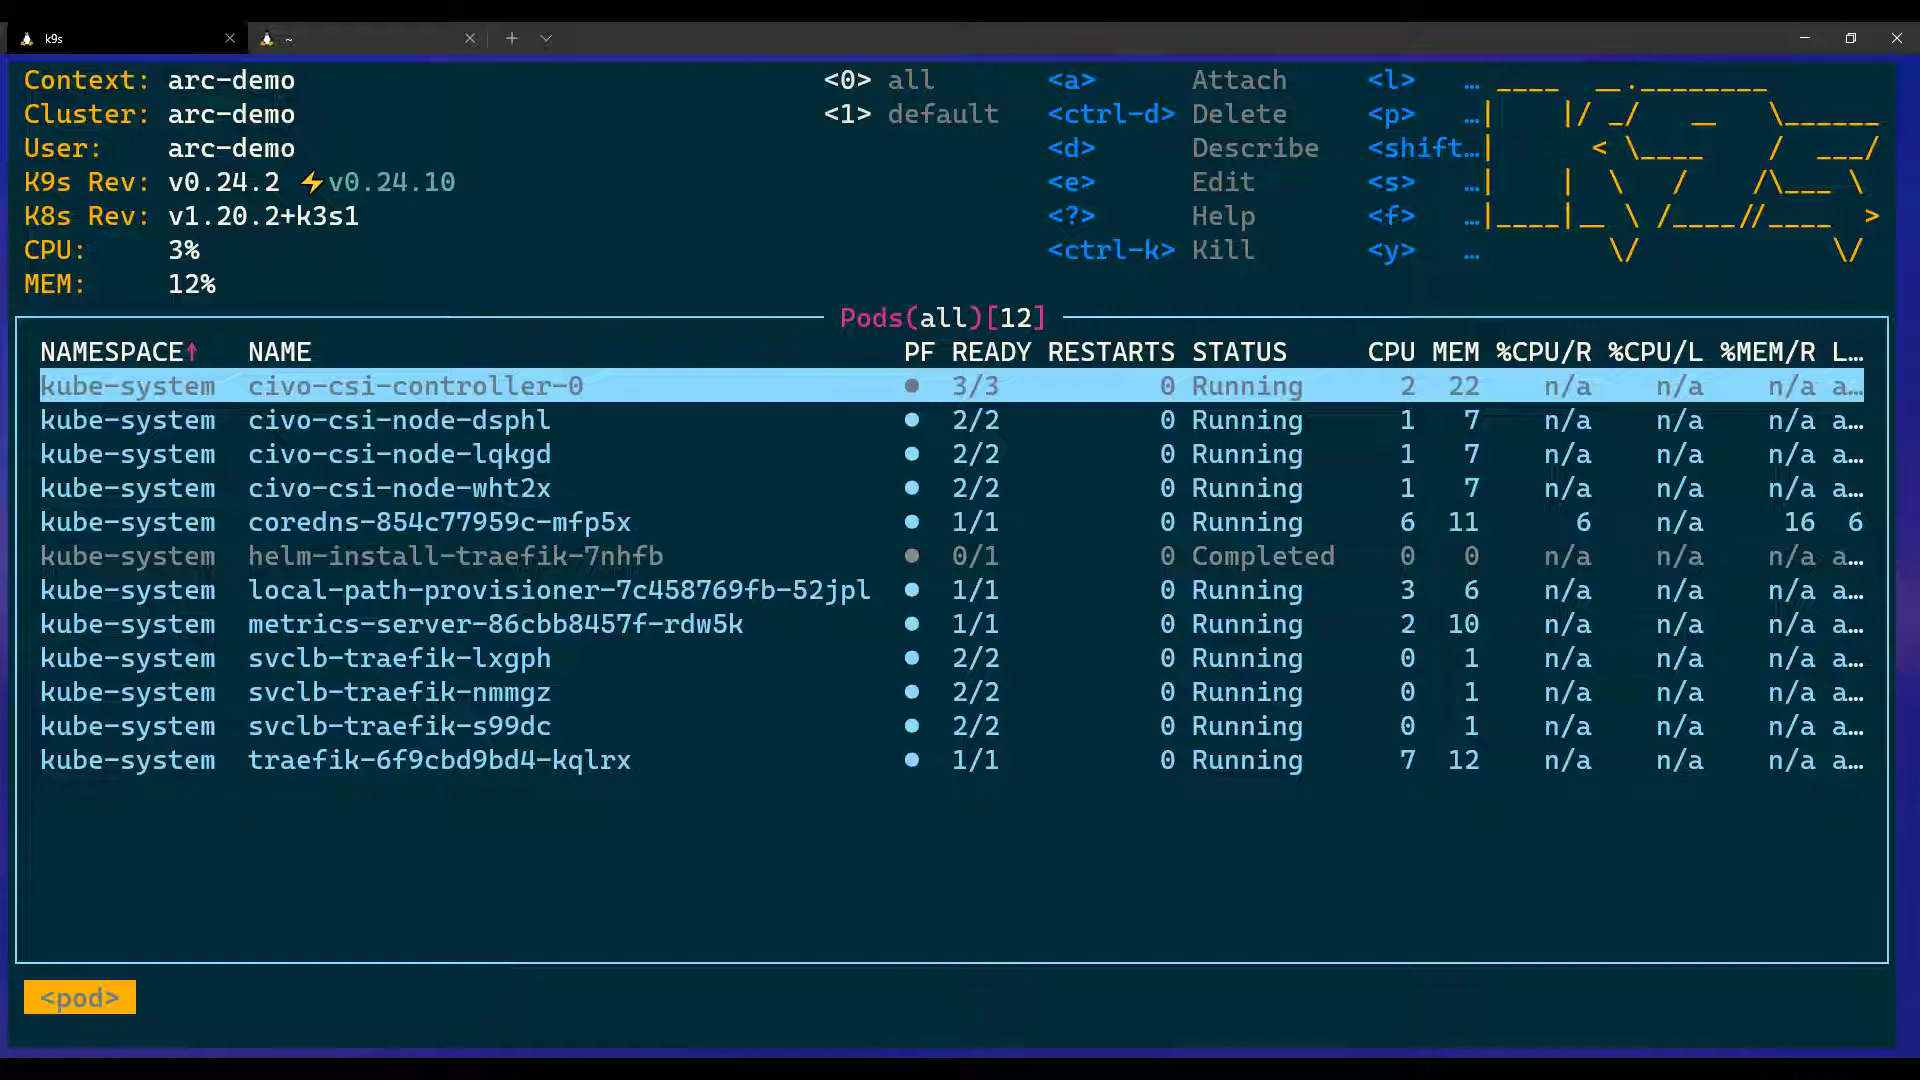 k9s ~
Context: arc-demo <0> all <a> Attach <l> …
Cluster: arc-demo <1> default <ctrl-d> Delete <p> …
User: arc-demo <d> Describe <shift…
K9s Rev: v0.24.2 ⚡v0.24.10 <e> Edit <s> …
K8s Rev: v1.20.2+k3s1 <?> Help <f> …
CPU: 3% <ctrl-k> Kill <y> …
MEM: 12%
Pods(all)[12]
NAMESPACE↑ NAME PF READY RESTARTS STATUS CPU MEM %CPU/R %CPU/L %MEM/R L…
kube-system civo-csi-controller-0 ● 3/3 0 Running 2 22 n/a n/a n/a a…
kube-system civo-csi-node-dsphl ● 2/2 0 Running 1 7 n/a n/a n/a a…
kube-system civo-csi-node-lqkgd ● 2/2 0 Running 1 7 n/a n/a n/a a…
kube-system civo-csi-node-wht2x ● 2/2 0 Running 1 7 n/a n/a n/a a…
kube-system coredns-854c77959c-mfp5x ● 1/1 0 Running 6 11 6 n/a 16 6
kube-system helm-install-traefik-7nhfb ● 0/1 0 Completed 0 0 n/a n/a n/a a…
kube-system local-path-provisioner-7c458769fb-52jpl ● 1/1 0 Running 3 6 n/a n/a n/a a…
kube-system metrics-server-86cbb8457f-rdw5k ● 1/1 0 Running 2 10 n/a n/a n/a a…
kube-system svclb-traefik-lxgph ● 2/2 0 Running 0 1 n/a n/a n/a a…
kube-system svclb-traefik-nmmgz ● 2/2 0 Running 0 1 n/a n/a n/a a…
kube-system svclb-traefik-s99dc ● 2/2 0 Running 0 1 n/a n/a n/a a…
kube-system traefik-6f9cbd9bd4-kqlrx ● 1/1 0 Running 7 12 n/a n/a n/a a…
<pod>